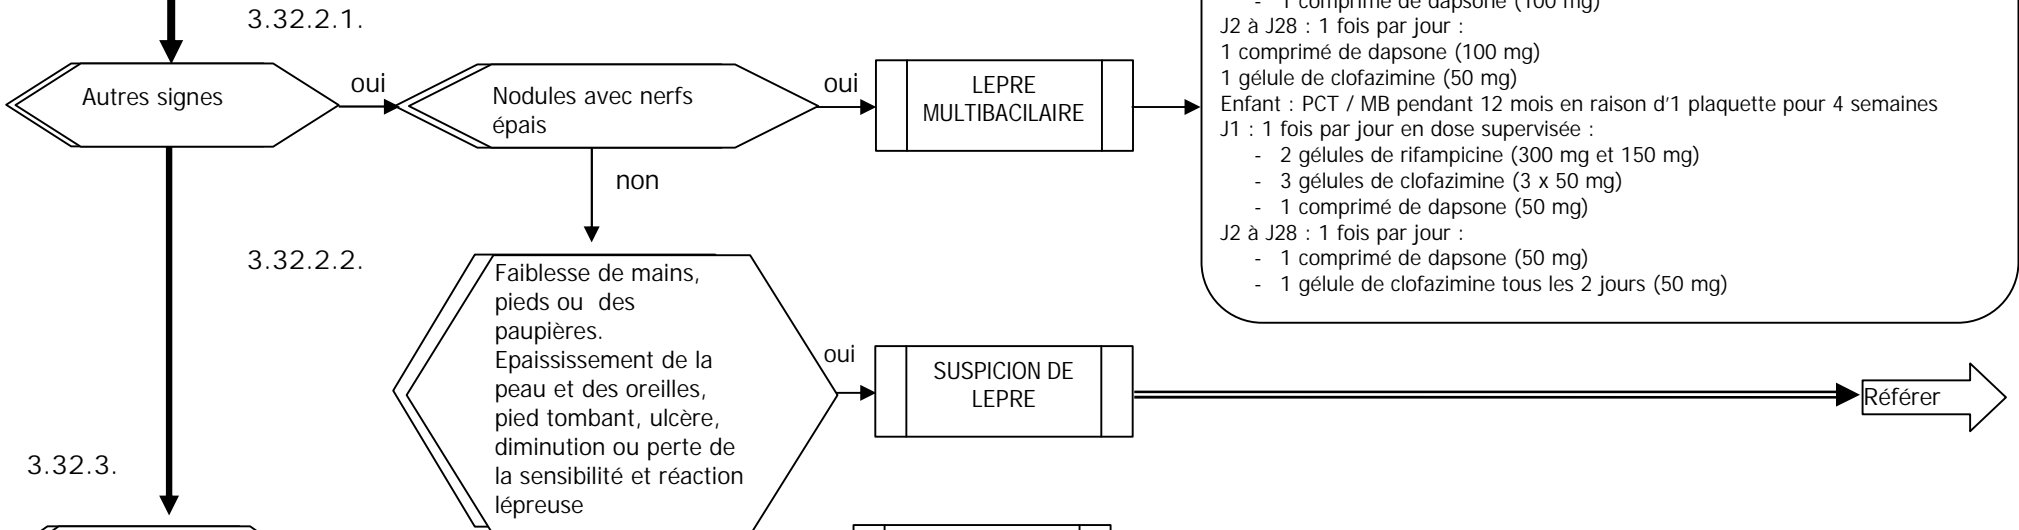 - 1 comprimé de dapsone (100 mg)
3.32.2.1.
J2 à J28 : 1 fois par jour :
1 comprimé de dapsone (100 mg)
1 gélule de clofazimine (50 mg)
Enfant : PCT / MB pendant 12 mois en raison d'1 plaquette pour 4 semaines
J1 : 1 fois par jour en dose supervisée :
- 2 gélules de rifampicine (300 mg et 150 mg)
- 3 gélules de clofazimine (3 x 50 mg)
- 1 comprimé de dapsone (50 mg)
J2 à J28 : 1 fois par jour :
- 1 comprimé de dapsone (50 mg)
- 1 gélule de clofazimine tous les 2 jours (50 mg)
Autres signes
oui
Nodules avec nerfs
épais
oui
LEPRE
MULTIBACILAIRE
non
3.32.2.2.
Faiblesse de mains,
pieds ou des
paupières.
Epaississement de la
peau et des oreilles,
pied tombant, ulcère,
diminution ou perte de
la sensibilité et réaction
lépreuse
oui
SUSPICION DE
LEPRE
Référer
3.32.3.